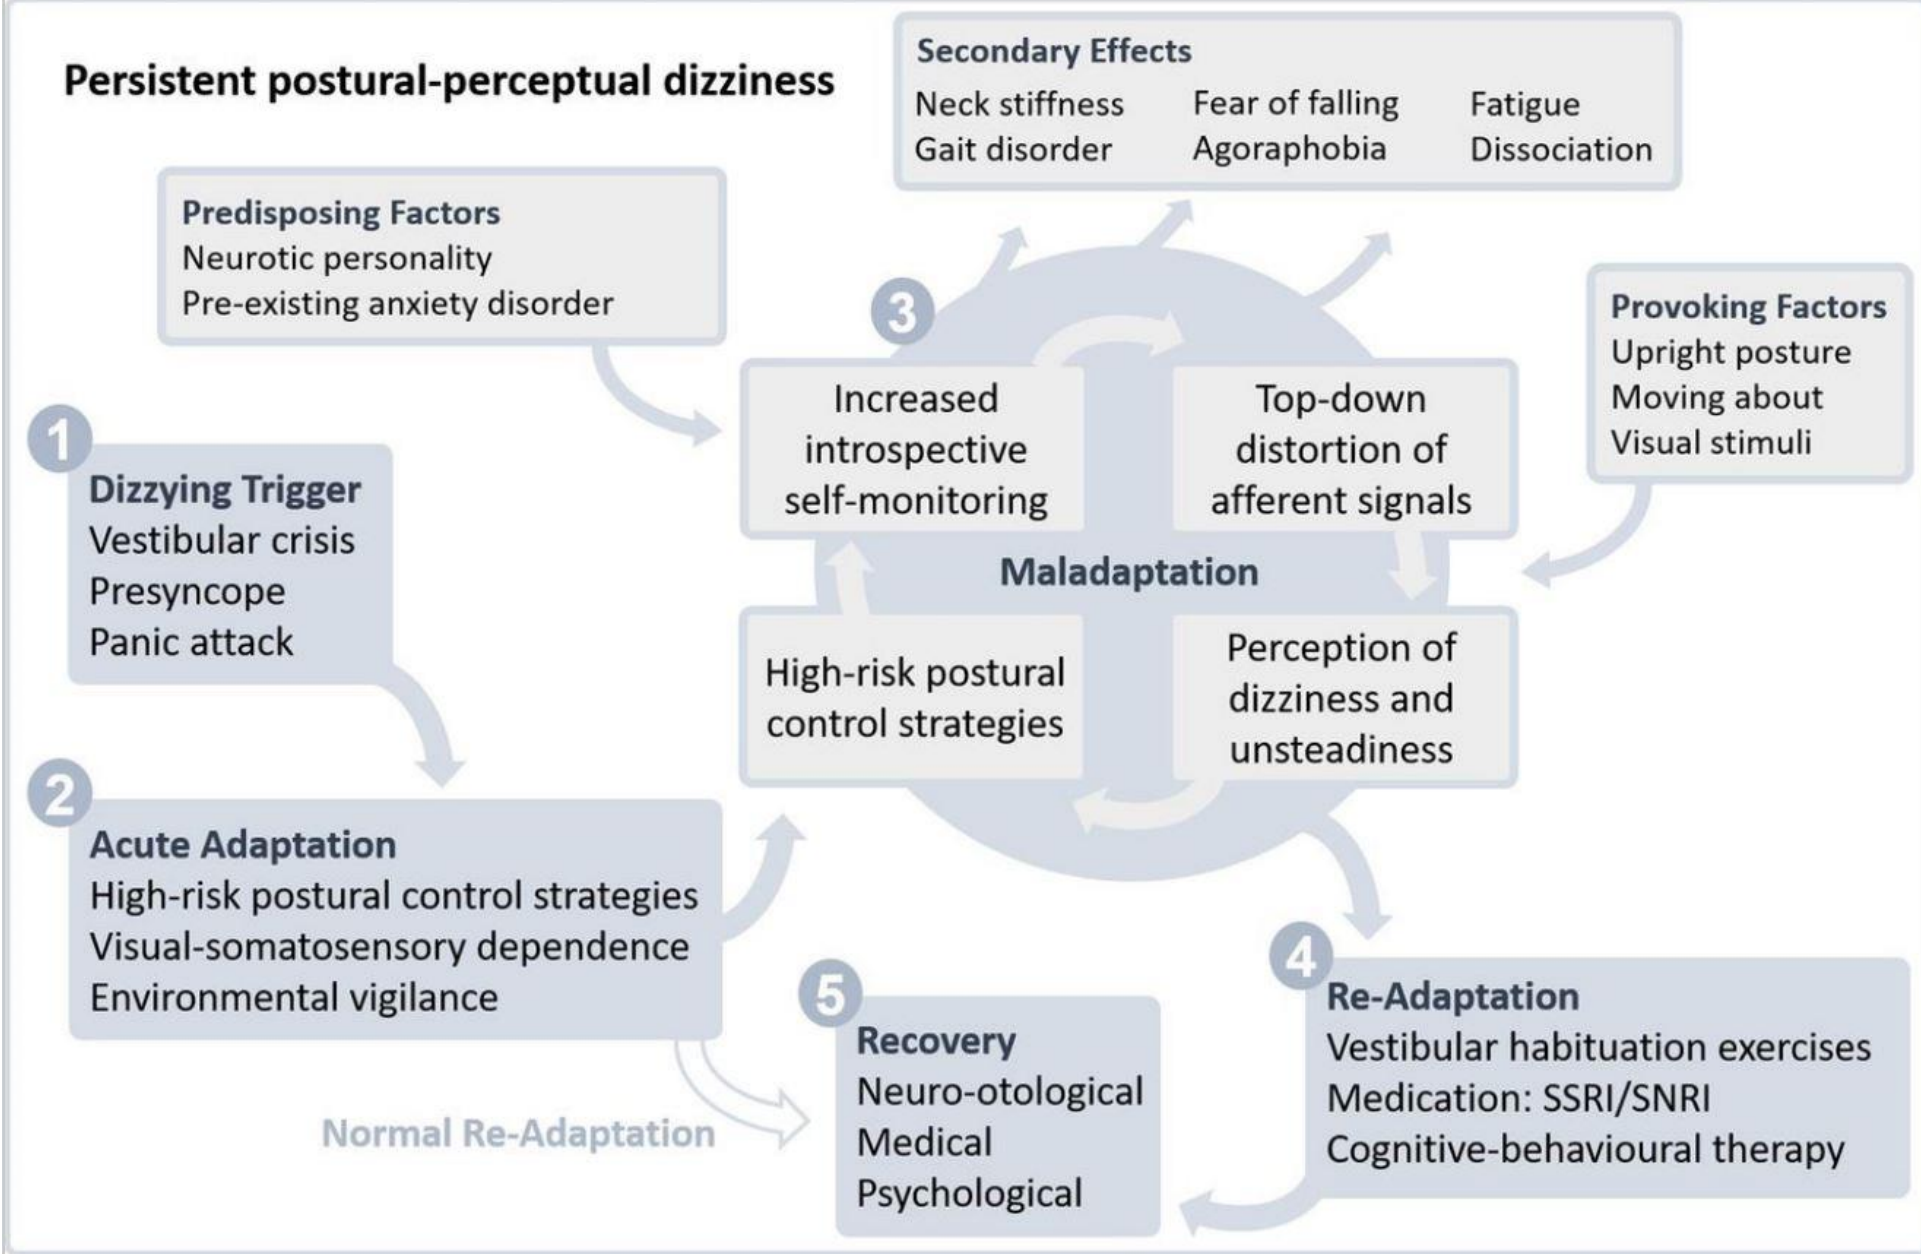 Persistent postural-perceptual dizziness
Secondary Effects
Neck stiffness Fear of falling Fatigue
Gait disorder Agoraphobia Dissociation
Predisposing Factors
Neurotic personality
Pre-existing anxiety disorder
Provoking Factors
Upright posture
Moving about
Visual stimuli
3
Increased
introspective
self-monitoring
Top-down
distortion of
afferent signals
Maladaptation
High-risk postural
control strategies
Perception of
dizziness and
unsteadiness
1
Dizzying Trigger
Vestibular crisis
Presyncope
Panic attack
2
Acute Adaptation
High-risk postural control strategies
Visual-somatosensory dependence
Environmental vigilance
Normal Re-Adaptation
5
Recovery
Neuro-otological
Medical
Psychological
4
Re-Adaptation
Vestibular habituation exercises
Medication: SSRI/SNRI
Cognitive-behavioural therapy